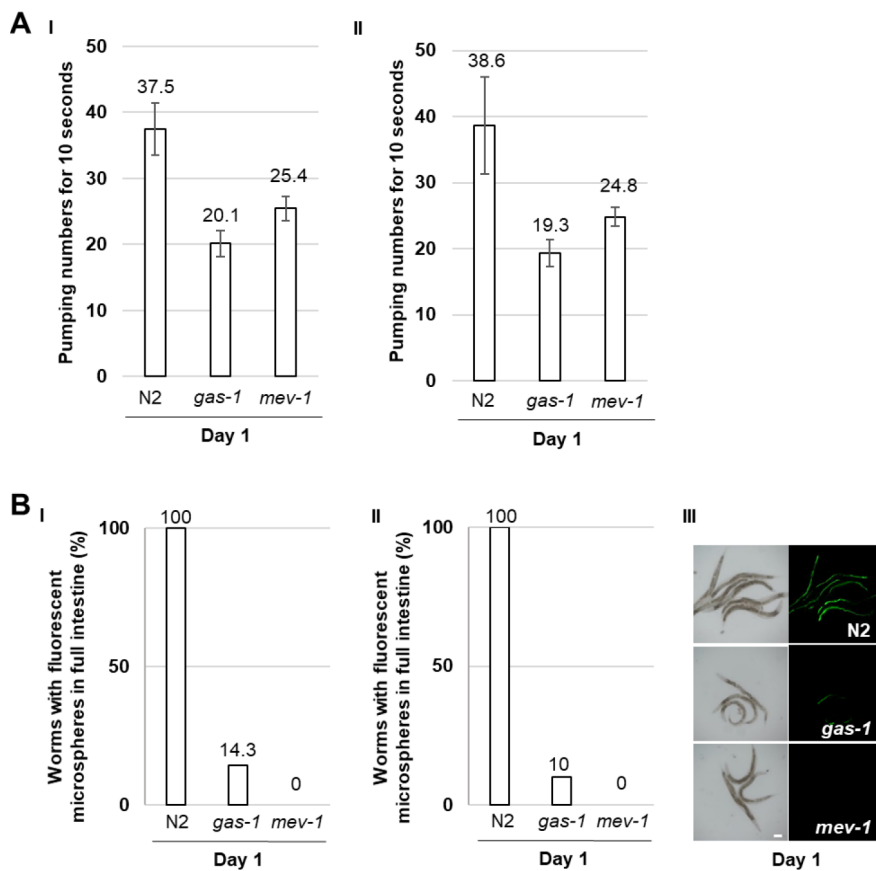 A
I
Pumping numbers for 10 seconds
50
40
30
20
10
0
37.5
20.1
25.4
N2
gas-1
mev-1
Day 1
II
Pumping numbers for 10 seconds
50
40
30
20
10
0
38.6
19.3
24.8
N2
gas-1
mev-1
Day 1
B
I
Worms with fluorescent
microspheres in full intestine (%)
100
50
0
100
14.3
0
N2
gas-1
mev-1
Day 1
II
Worms with fluorescent
microspheres in full intestine (%)
100
50
0
100
10
0
N2
gas-1
mev-1
Day 1
III
N2
gas-1
mev-1
Day 1